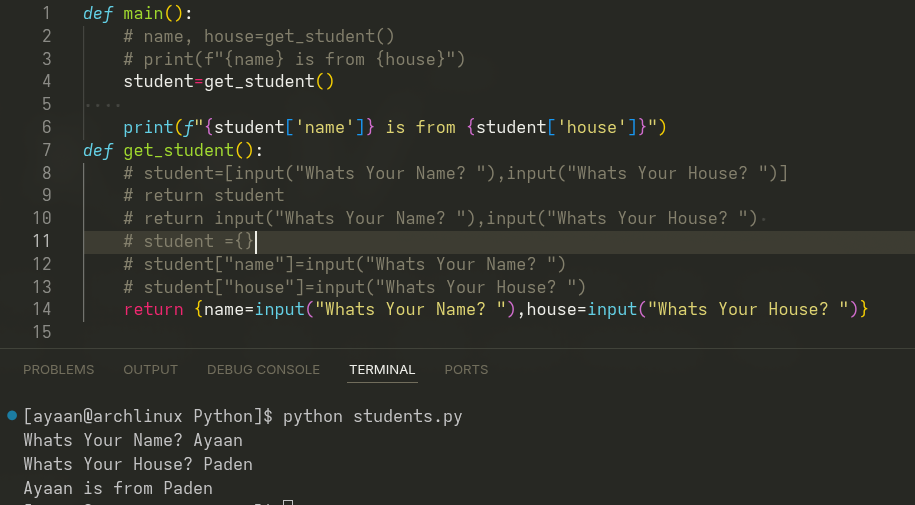 1 def main():
2 # name, house=get_student()
3 # print(f"{name} is from {house}")
4 student=get_student()
5 ····
6 print(f"{student['name']} is from {student['house']}")
7 def get_student():
8 # student=[input("Whats Your Name? "),input("Whats Your House? ")]
9 # return student
10 # return input("Whats Your Name? "),input("Whats Your House? ")·
11 # student ={}
12 # student["name"]=input("Whats Your Name? ")
13 # student["house"]=input("Whats Your House? ")
14 return {name=input("Whats Your Name? "),house=input("Whats Your House? ")}
15
PROBLEMS OUTPUT DEBUG CONSOLE TERMINAL PORTS
[ayaan@archlinux Python]$ python students.py
Whats Your Name? Ayaan
Whats Your House? Paden
Ayaan is from Paden